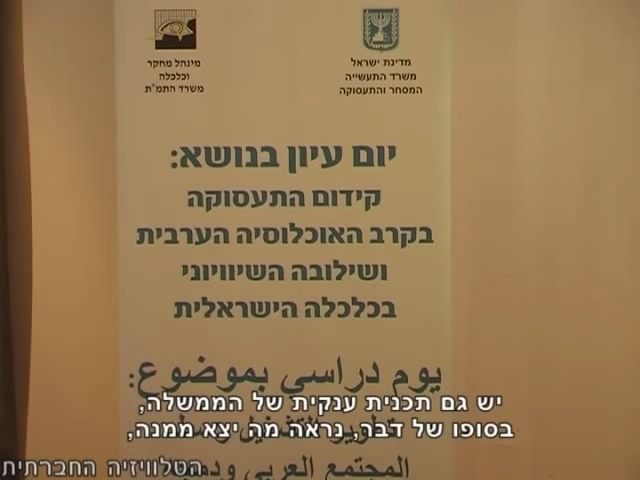 מדינת ישראל
משרד התעשייה
המסחר והתעסוקה
מינהל מחקר
וכלכלה
משרד התמ"ת
יום עיון בנושא:
קידום התעסוקה
בקרב האוכלוסיה הערבית
ושילובה השיוויוני
בכלכלה הישראלית
يوم دراسي بموضوع:
יש גם תכנית ענקית של הממשלה,
בסופו של דבר, נראה מה יצא ממנה,
المجتمع العربي
הטלוויזיה החברתית